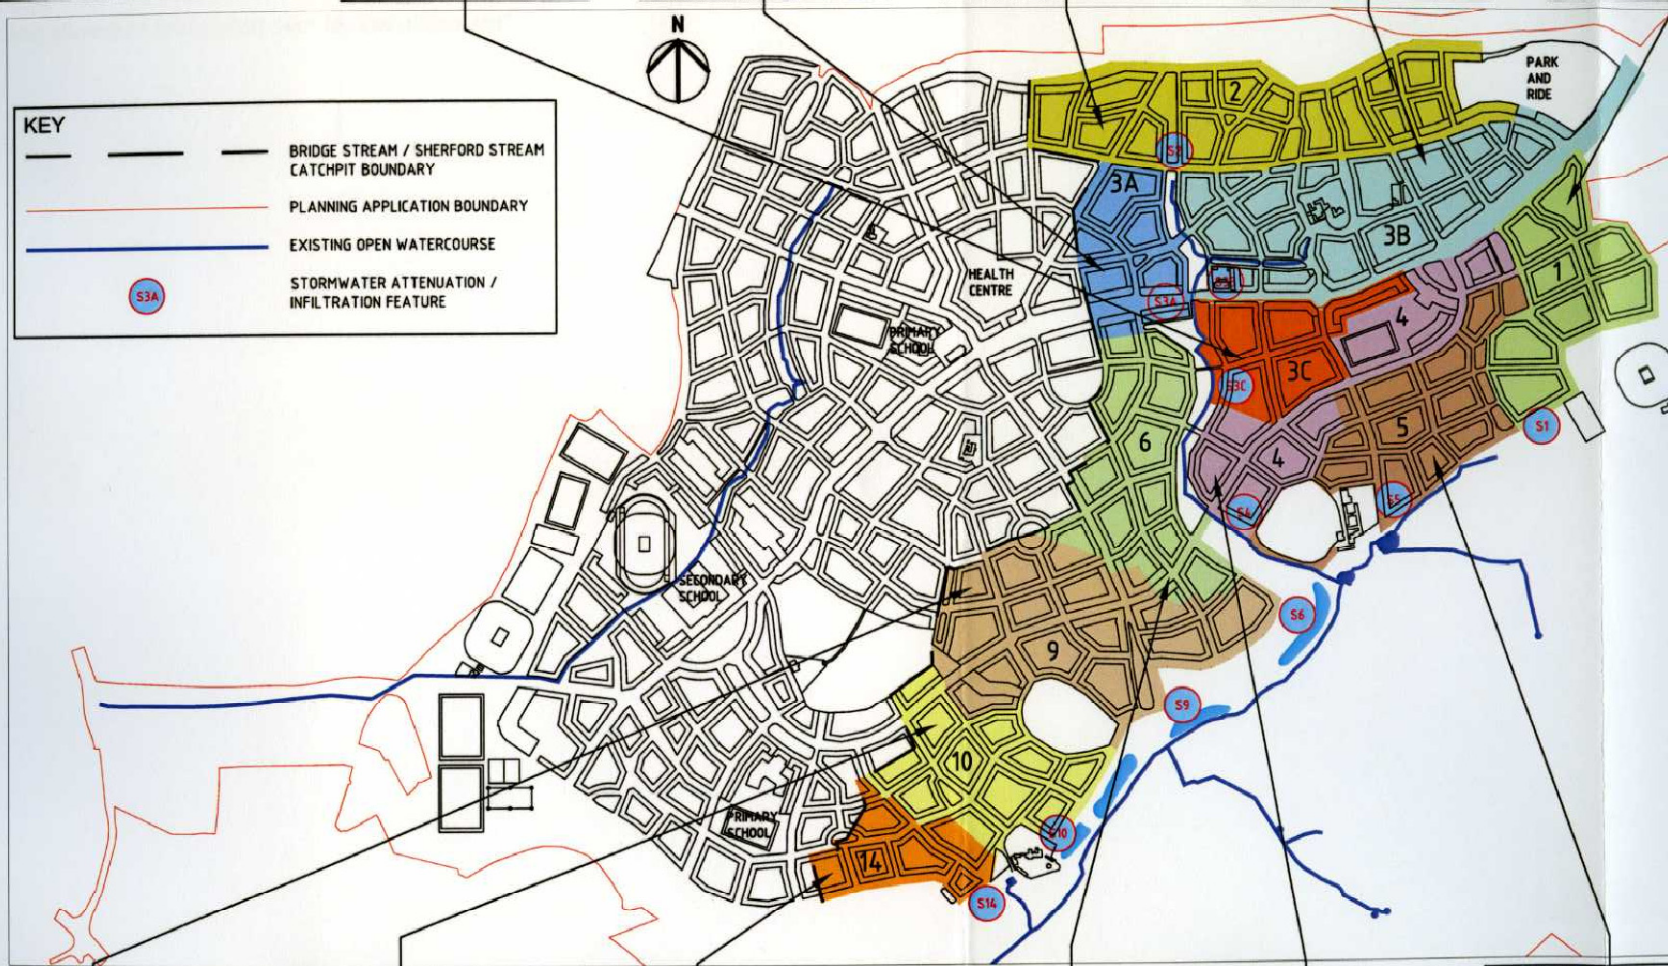 N
KEY
BRIDGE STREAM / SHERFORD STREAM
CATCHPIT BOUNDARY
PLANNING APPLICATION BOUNDARY
EXISTING OPEN WATERCOURSE
S3A
STORMWATER ATTENUATION /
INFILTRATION FEATURE
PARK
AND
RIDE
2
S2
3A
3B
1
HEALTH
CENTRE
S3A
4
PRIMARY
SCHOOL
3C
S3C
6
5
S1
4
S4
S5
SECONDARY
SCHOOL
S6
9
S9
10
PRIMARY
SCHOOL
S10
14
S14